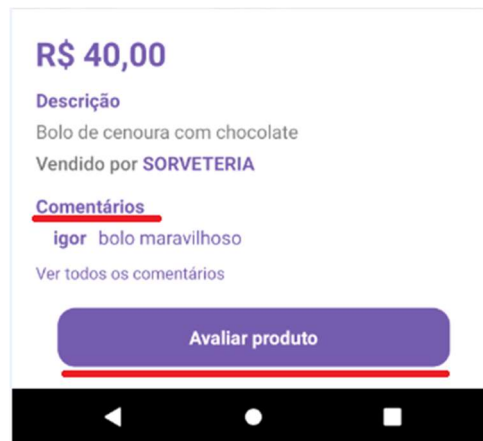 R$ 40,00
Descrição
Bolo de cenoura com chocolate
Vendido por SORVETERIA
Comentários
igor bolo maravilhoso
Ver todos os comentários
Avaliar produto